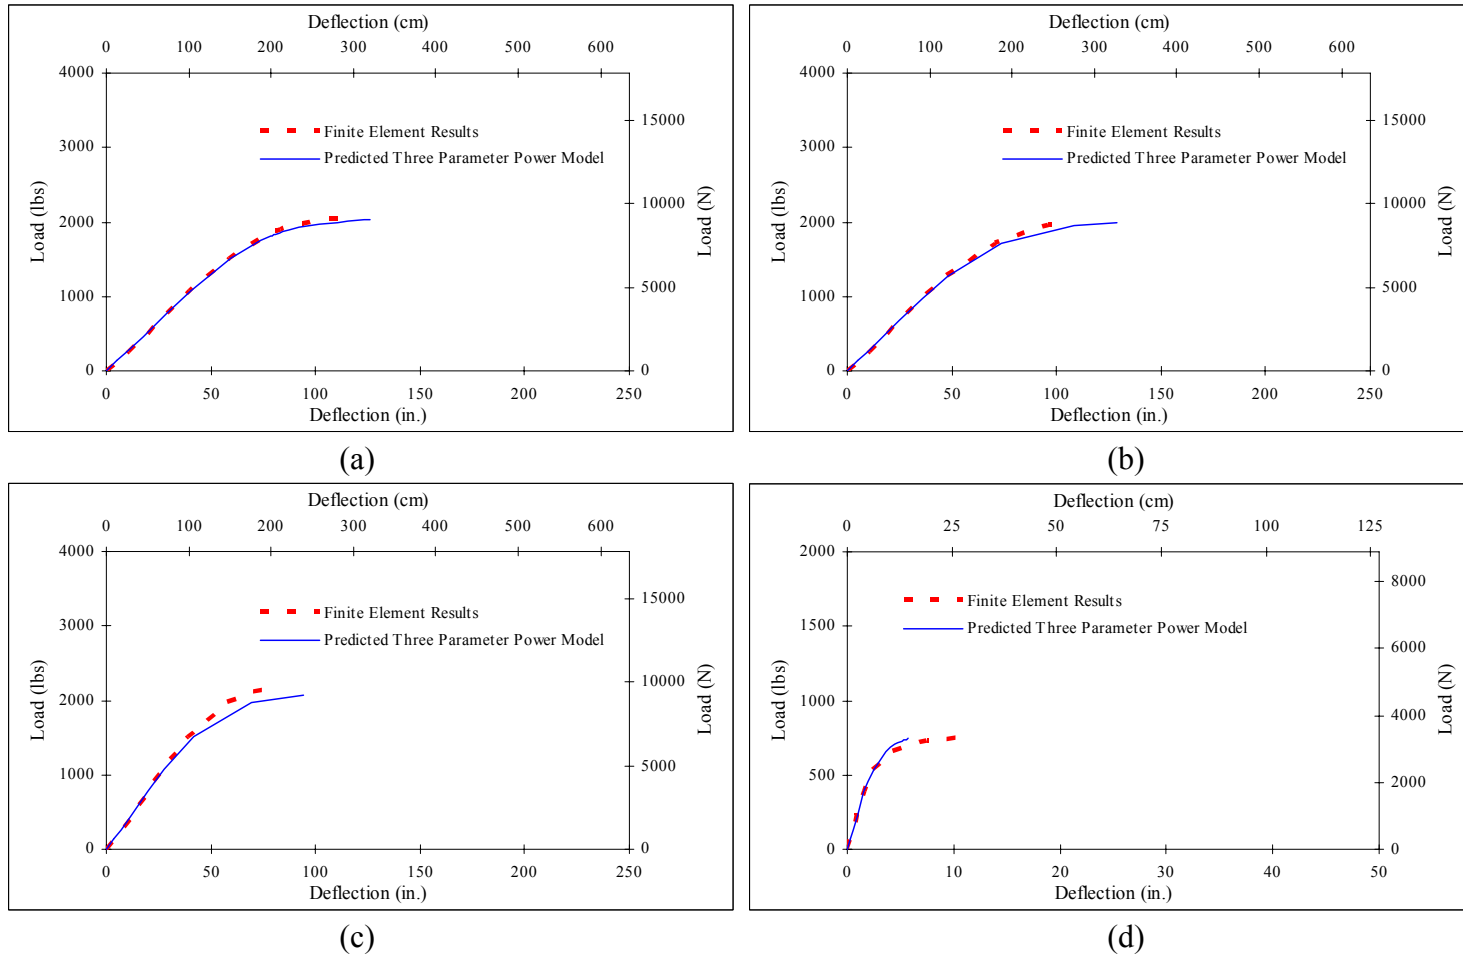 Deflection (cm)
0 100 200 300 400 500 600
4000
3000
2000
1000
0
Load (lbs)
Finite Element Results
Predicted Three Parameter Power Model
15000
10000
5000
0
Load (N)
0 50 100 150 200 250
Deflection (in.)
(a)
Deflection (cm)
0 100 200 300 400 500 600
4000
3000
2000
1000
0
Load (lbs)
Finite Element Results
Predicted Three Parameter Power Model
15000
10000
5000
0
Load (N)
0 50 100 150 200 250
Deflection (in.)
(b)
Deflection (cm)
0 100 200 300 400 500 600
4000
3000
2000
1000
0
Load (lbs)
Finite Element Results
Predicted Three Parameter Power Model
15000
10000
5000
0
Load (N)
0 50 100 150 200 250
Deflection (in.)
(c)
Deflection (cm)
0 25 50 75 100 125
2000
1500
1000
500
0
Load (lbs)
Finite Element Results
Predicted Three Parameter Power Model
8000
6000
4000
2000
0
Load (N)
0 10 20 30 40 50
Deflection (in.)
(d)